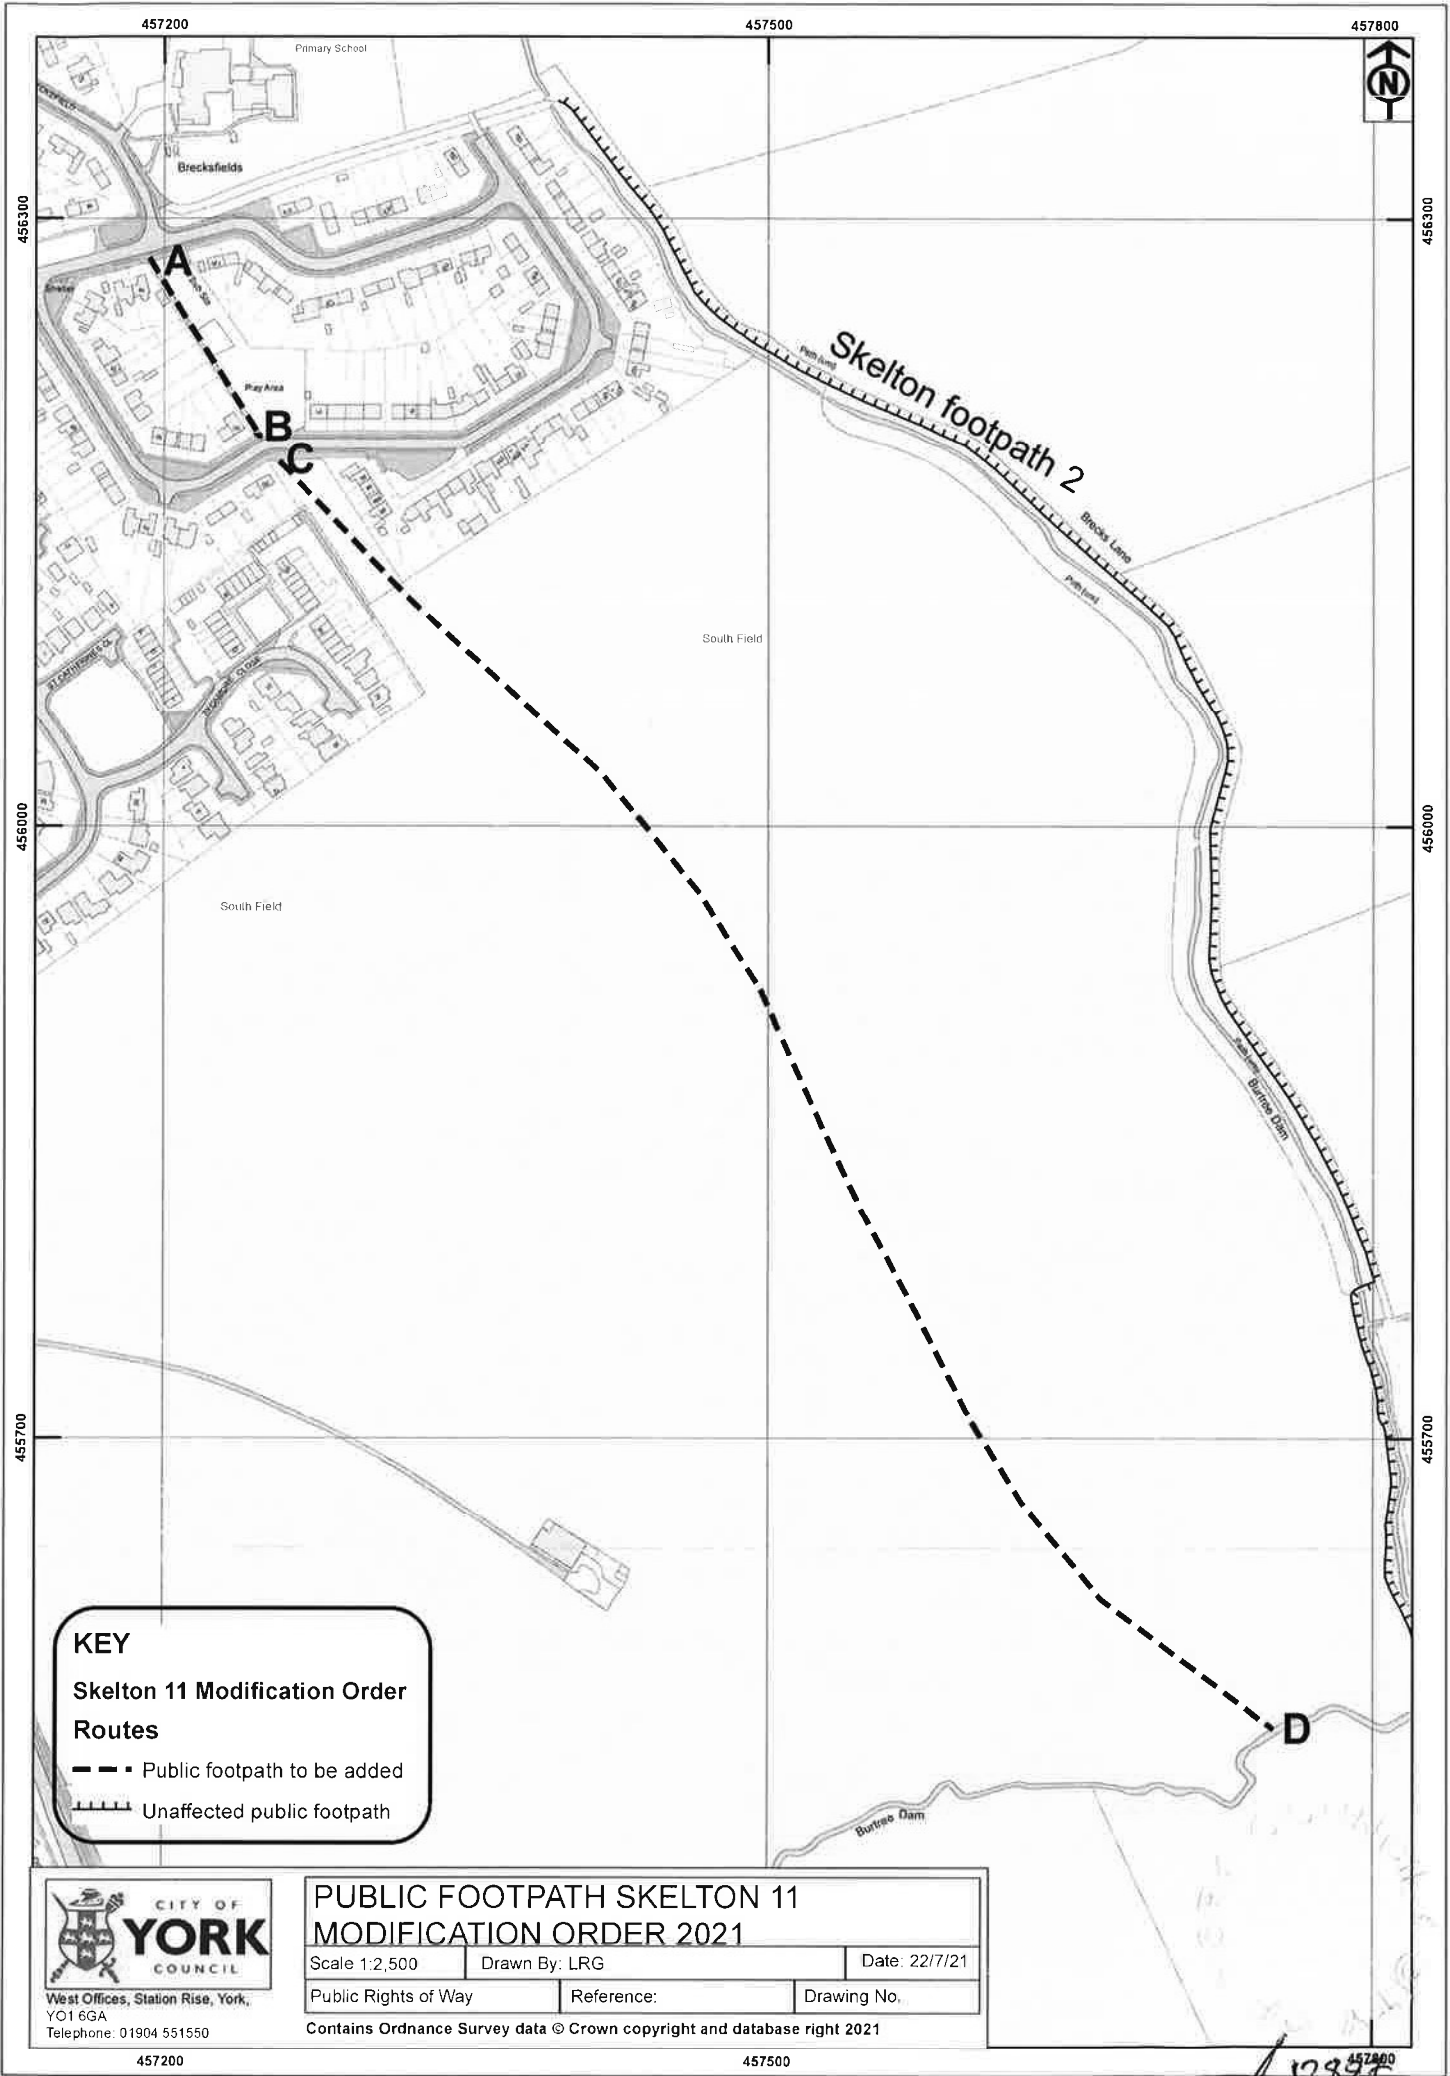 457200
457500
457800
Primary School
N
Brecksfields
456300
456300
A
Play Area
B
C
Path (um)
Skelton footpath 2
Brecks Lane
Path (um)
South Field
ST CATHERINES CL
456000
456000
South Field
Path (um)
Burtree Dam
455700
455700
KEY
Skelton 11 Modification Order
Routes
Public footpath to be added
Unaffected public footpath
D
Burtree Dam
CITY OF
YORK
COUNCIL
West Offices, Station Rise, York,
YO1 6GA
Telephone: 01904 551550
PUBLIC FOOTPATH SKELTON 11
MODIFICATION ORDER 2021
Scale 1:2,500
Drawn By: LRG
Date: 22/7/21
Public Rights of Way
Reference:
Drawing No.
Contains Ordnance Survey data © Crown copyright and database right 2021
457200
457500
457800